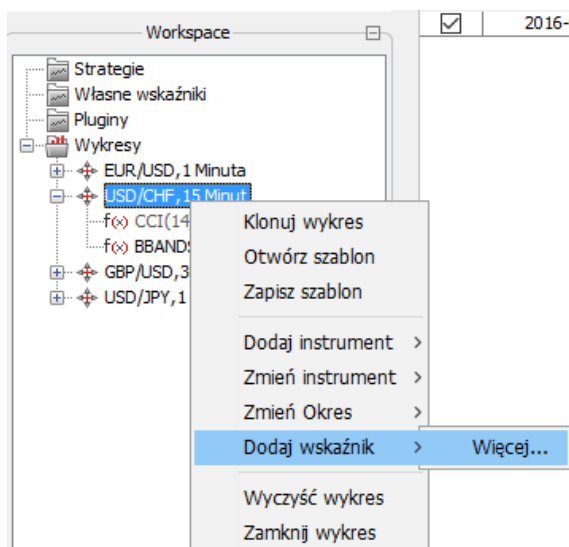 Workspace
2016-
Strategie
Własne wskaźniki
Pluginy
Wykresy
EUR/USD,1 Minuta
USD/CHF,15 Minut
f(x) CCI(14
f(x) BBANDS
GBP/USD,3
USD/JPY,1
Klonuj wykres
Otwórz szablon
Zapisz szablon
Dodaj instrument >
Zmień instrument >
Zmień Okres >
Dodaj wskaźnik > Więcej...
Wyczyść wykres
Zamknij wykres